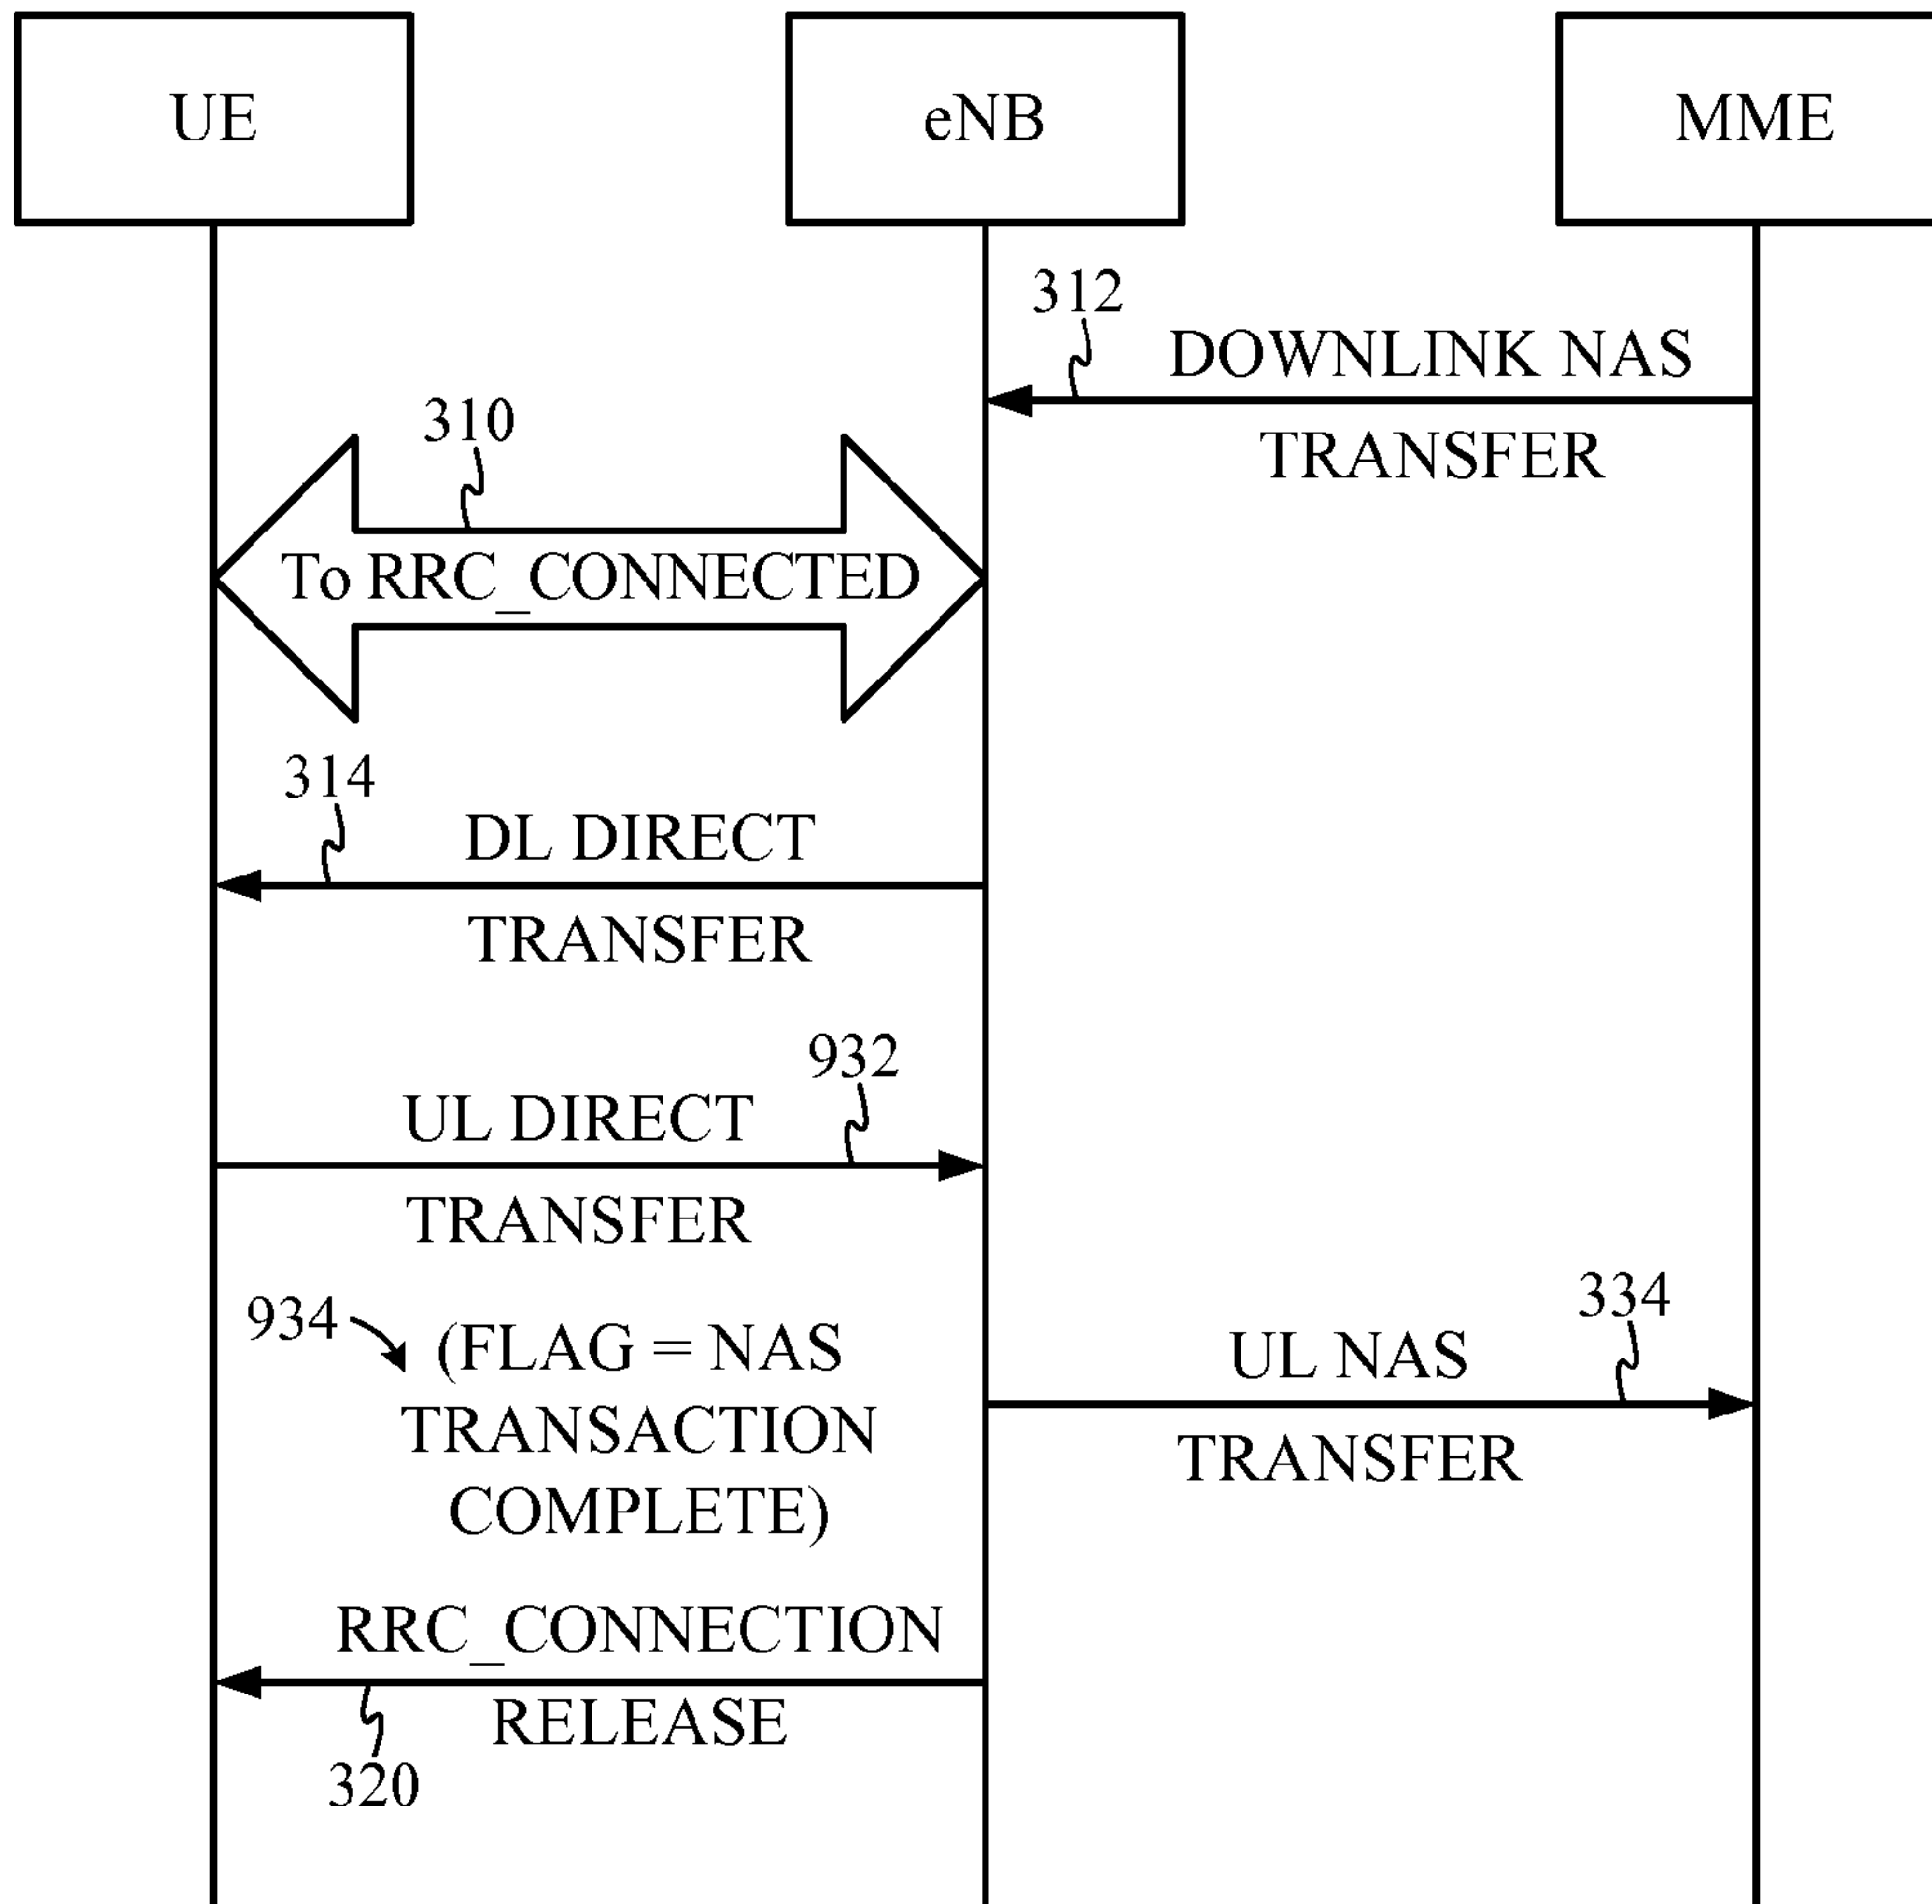 UE
eNB
MME
312
DOWNLINK NAS
TRANSFER
310
To RRC_CONNECTED
314
DL DIRECT
TRANSFER
932
UL DIRECT
TRANSFER
934
(FLAG = NAS
TRANSACTION
COMPLETE)
334
UL NAS
TRANSFER
RRC_CONNECTION
RELEASE
320